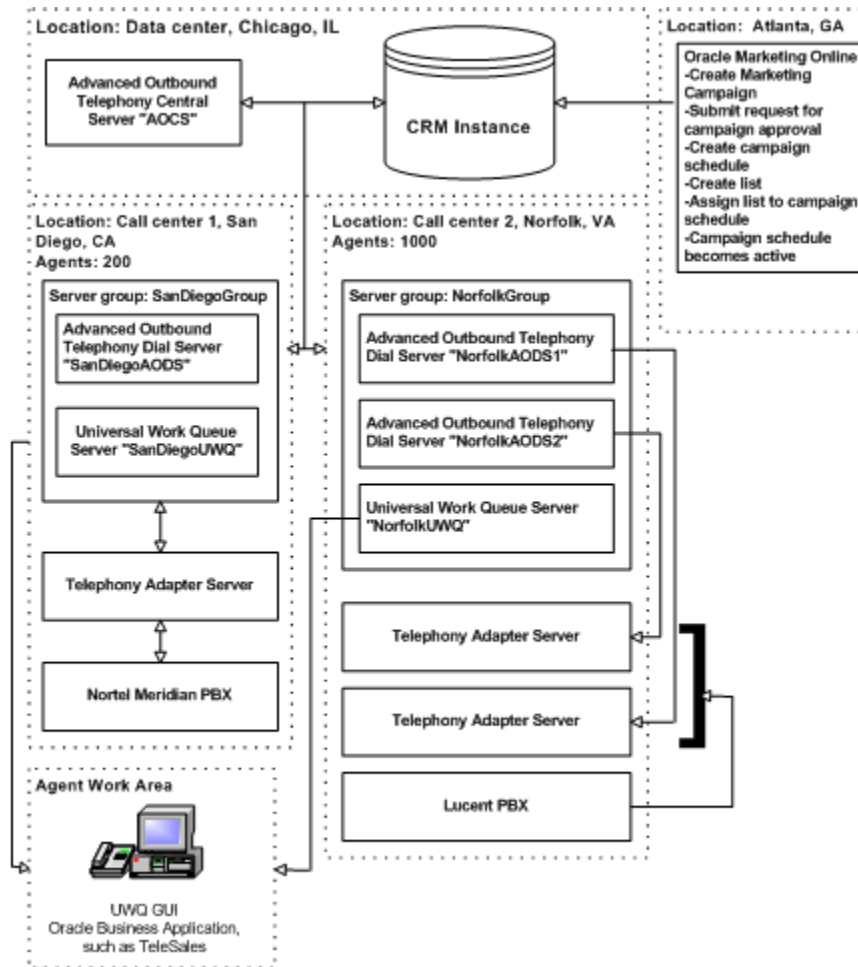 Location: Data center, Chicago, IL
Advanced Outbound
Telephony Central
Server "AOCS"
CRM Instance
Location: Atlanta, GA
Oracle Marketing Online
-Create Marketing
Campaign
-Submit request for
campaign approval
-Create campaign
schedule
-Create list
-Assign list to campaign
schedule
-Campaign schedule
becomes active
Location: Call center 1, San
Diego, CA
Agents: 200
Server group: SanDiegoGroup
Advanced Outbound
Telephony Dial Server
"SanDiegoAODS"
Universal Work Queue
Server "SanDiegoUWQ"
Telephony Adapter Server
Nortel Meridian PBX
Location: Call center 2, Norfolk, VA
Agents: 1000
Server group: NorfolkGroup
Advanced Outbound Telephony
Dial Server "NorfolkAODS1"
Advanced Outbound Telephony
Dial Server "NorfolkAODS2"
Universal Work Queue Server
"NorfolkUWQ"
Telephony Adapter Server
Telephony Adapter Server
Lucent PBX
Agent Work Area
UWQ GUI
Oracle Business Application,
such as TeleSales